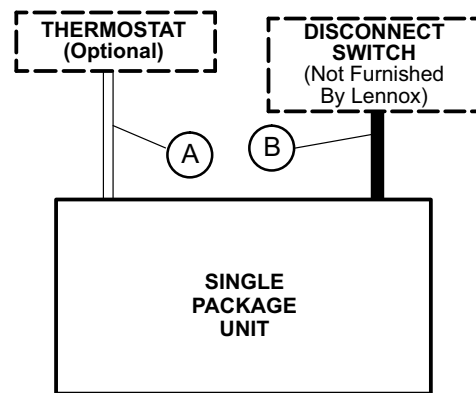 THERMOSTAT
(Optional)
DISCONNECT
SWITCH
(Not Furnished
By Lennox)
A
B
SINGLE
PACKAGE
UNIT